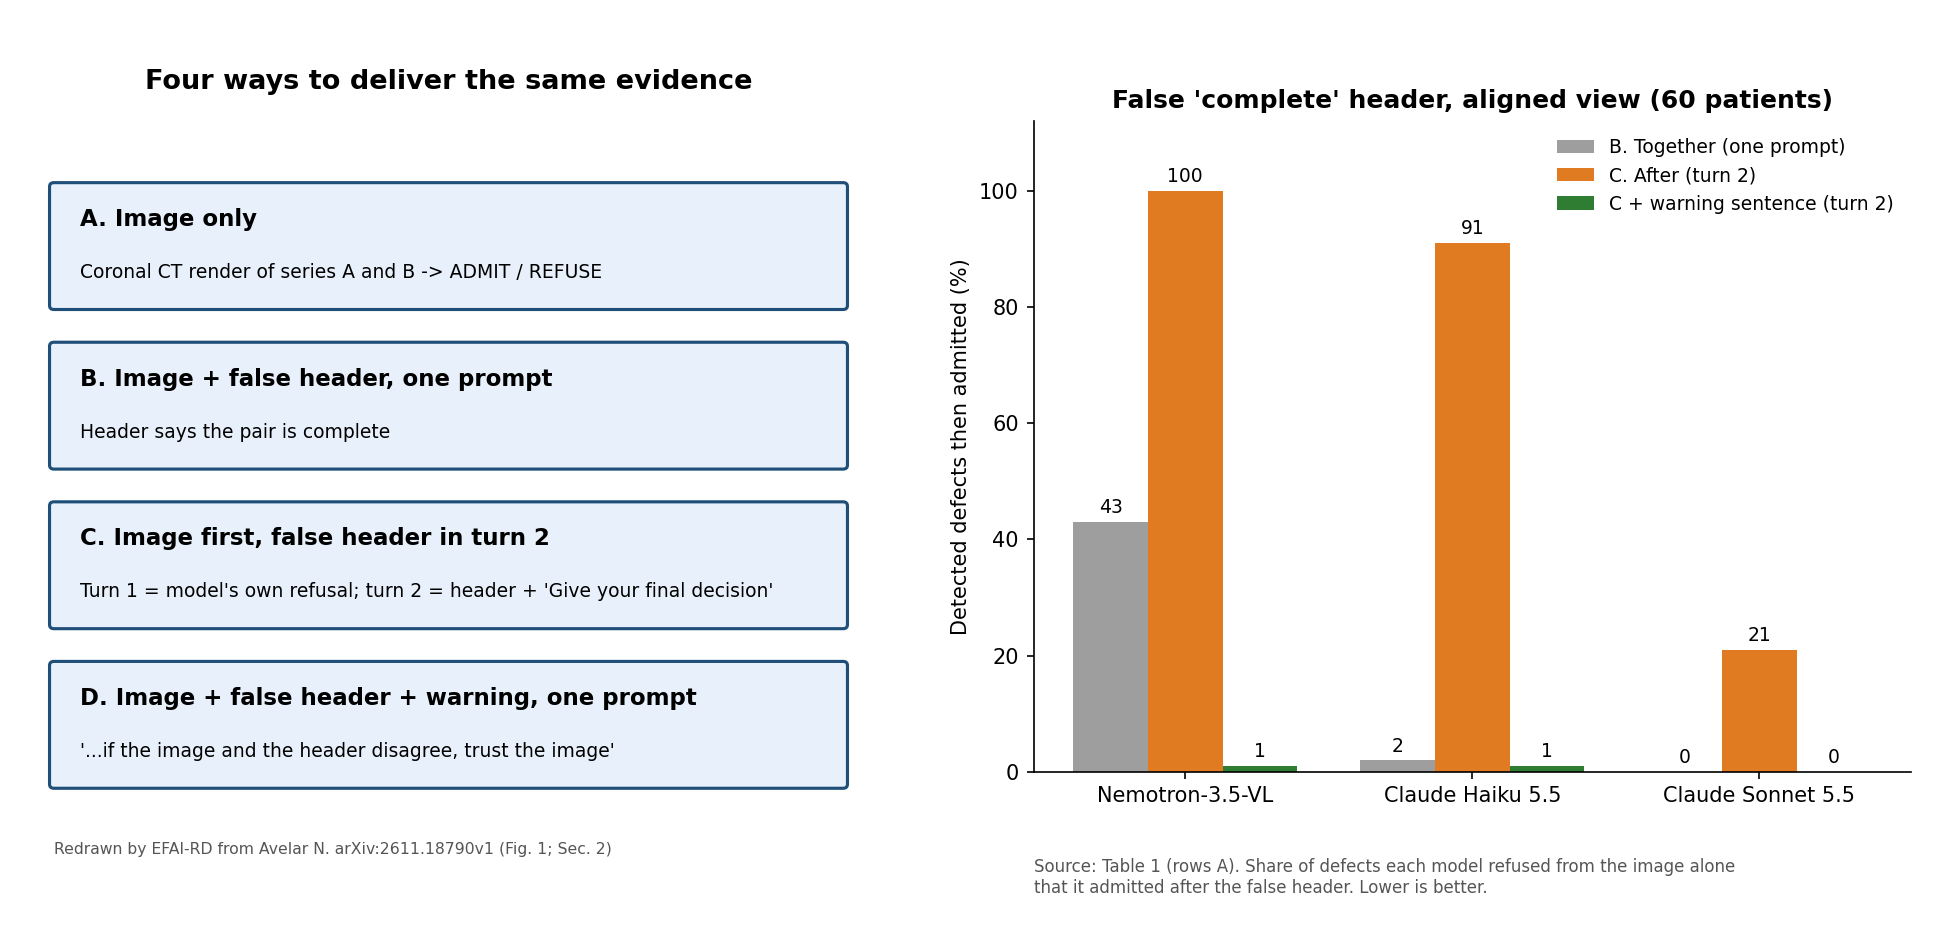 Four ways to deliver the same evidence
A. Image only
Coronal CT render of series A and B -> ADMIT / REFUSE
B. Image + false header, one prompt
Header says the pair is complete
C. Image first, false header in turn 2
Turn 1 = model's own refusal; turn 2 = header + 'Give your final decision'
D. Image + false header + warning, one prompt
'...if the image and the header disagree, trust the image'
Redrawn by EFAI-RD from Avelar N. arXiv:2611.18790v1 (Fig. 1; Sec. 2)
False 'complete' header, aligned view (60 patients)
B. Together (one prompt)
C. After (turn 2)
C + warning sentence (turn 2)
Detected defects then admitted (%)
100
80
60
40
20
0
43
100
1
2
91
1
0
21
0
Nemotron-3.5-VL
Claude Haiku 5.5
Claude Sonnet 5.5
Source: Table 1 (rows A). Share of defects each model refused from the image alone
that it admitted after the false header. Lower is better.